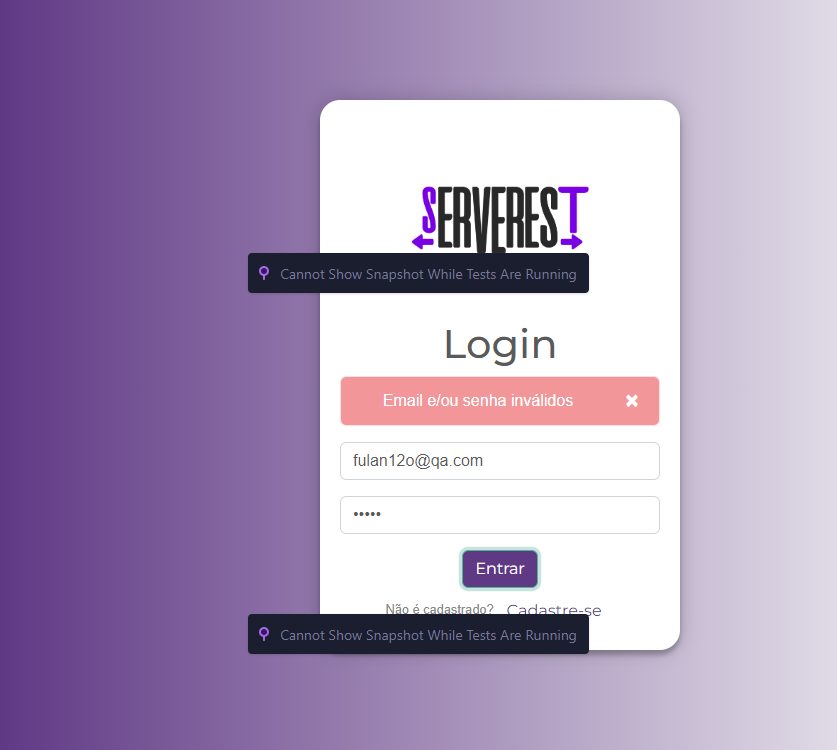 SERVEREST
Cannot Show Snapshot While Tests Are Running
Login
Email e/ou senha inválidos
fulan12o@qa.com
•••••
Entrar
Não é cadastrado? Cadastre-se
Cannot Show Snapshot While Tests Are Running